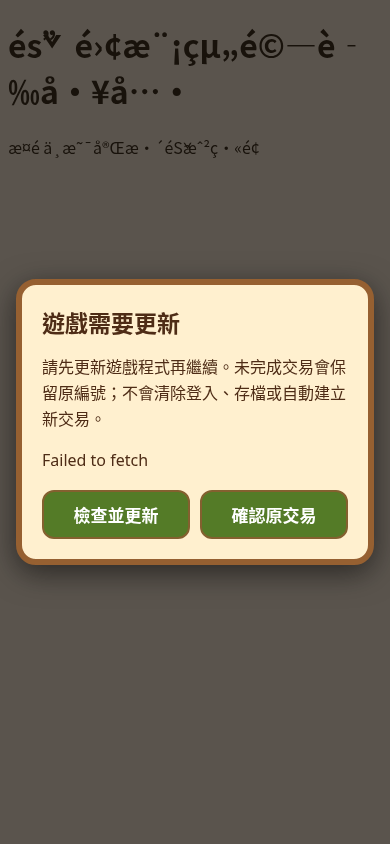 遊戲需要更新
請先更新遊戲程式再繼續。未完成交易會保
留原編號；不會清除登入、存檔或自動建立
新交易。
Failed to fetch
檢查並更新
確認原交易